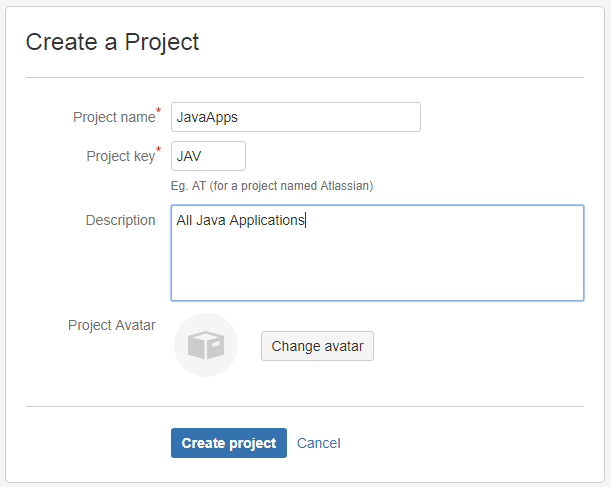 Create a Project
Project name* JavaApps
Project key* JAV
Eg. AT (for a project named Atlassian)
Description All Java Applications
Project Avatar
Change avatar
Create project Cancel